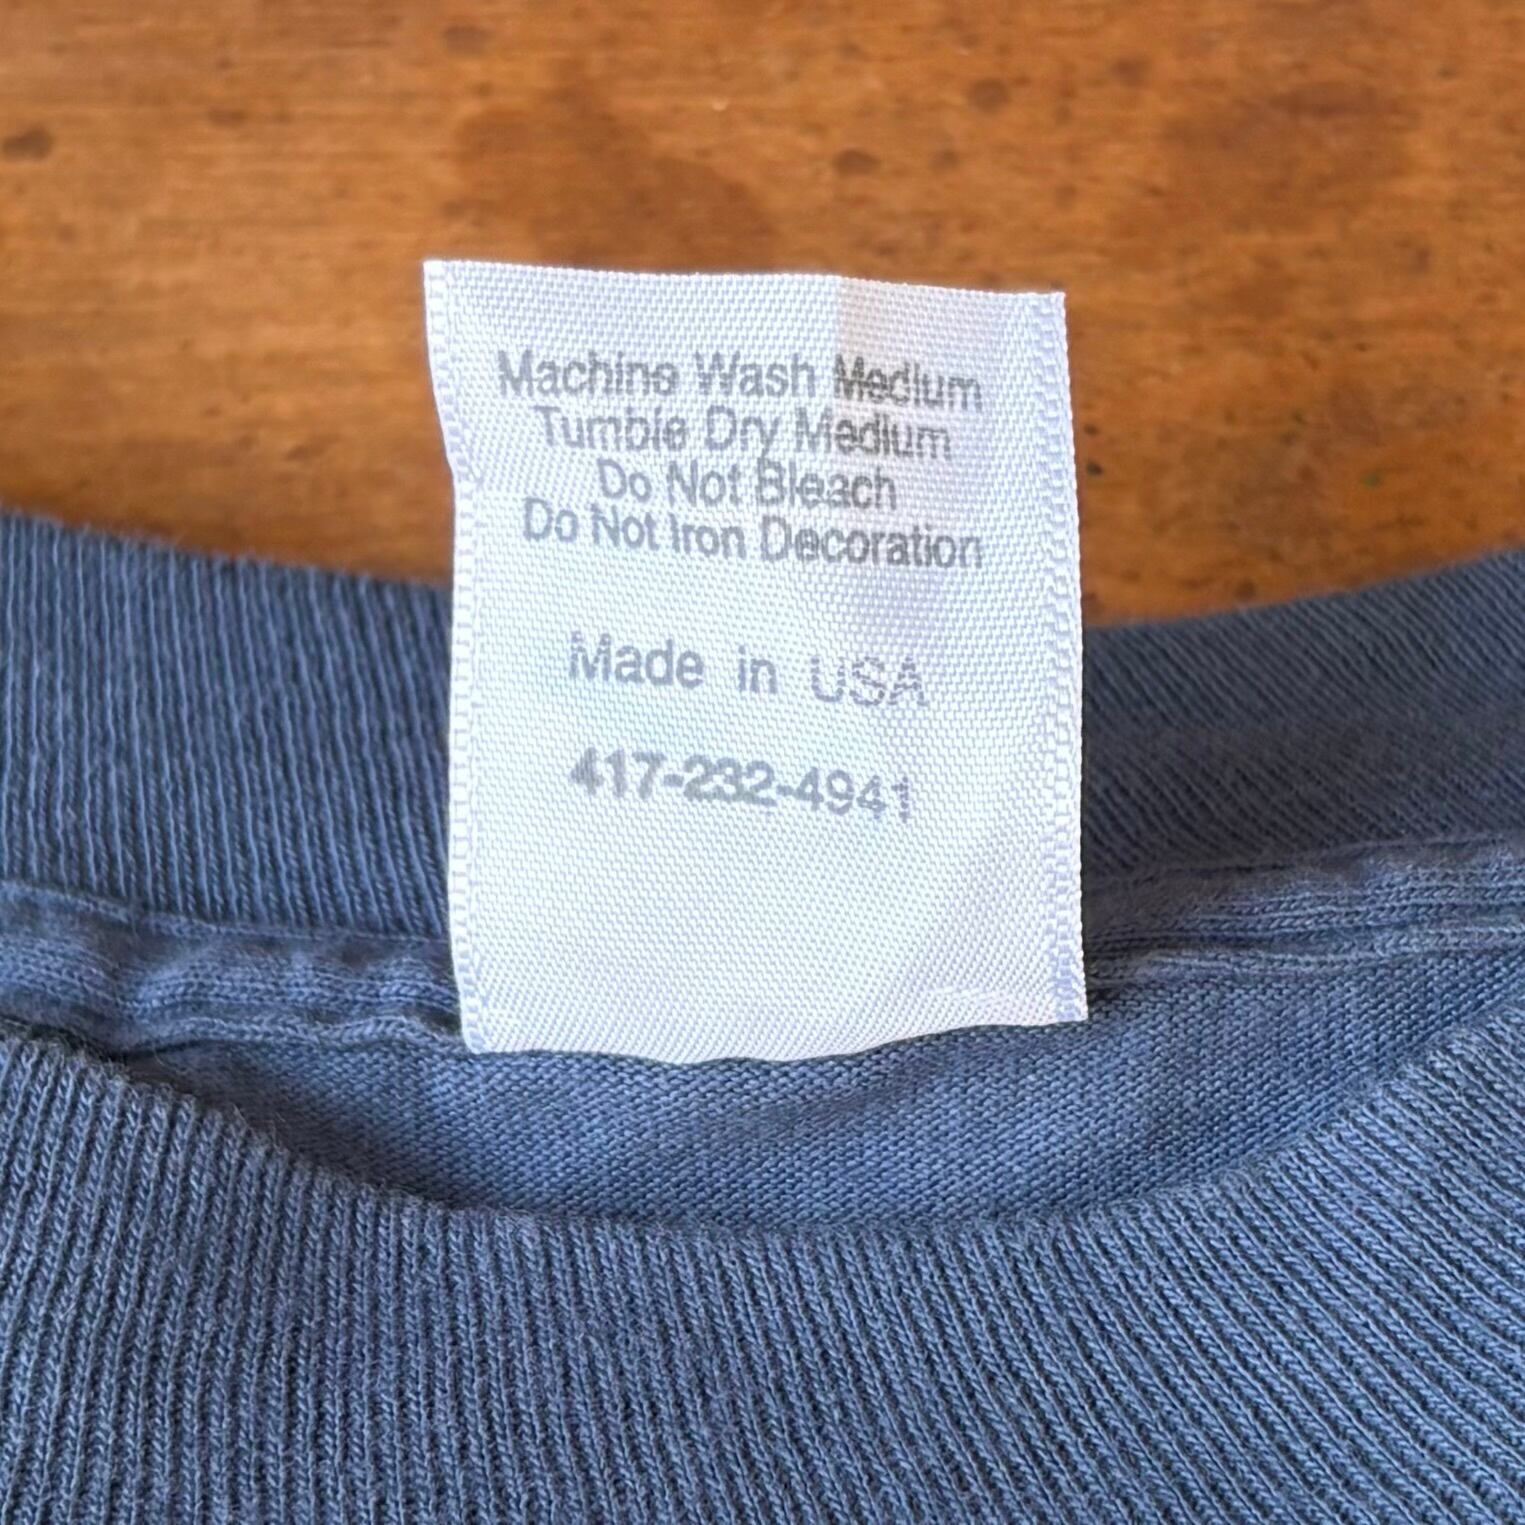 Machine Wash Medium
Tumble Dry Medium
Do Not Bleach
Do Not Iron Decoration
Made in USA
417-232-4941